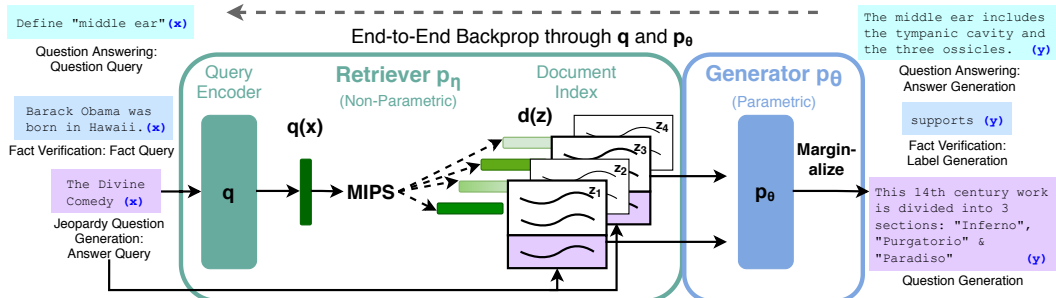 Define "middle ear" (x)
Question Answering:
Question Query
Barack Obama was
born in Hawaii. (x)
Fact Verification: Fact Query
The Divine
Comedy (x)
Jeopardy Question
Generation:
Answer Query
End-to-End Backprop through q and pθ
Query
Encoder
q
q(x)
Retriever pη
(Non-Parametric)
MIPS
Document
Index
d(z)
z4
z3
z2
z1
Generator pθ
(Parametric)
pθ
Margin-
alize
The middle ear includes
the tympanic cavity and
the three ossicles. (y)
Question Answering:
Answer Generation
supports (y)
Fact Verification:
Label Generation
This 14th century work
is divided into 3
sections: "Inferno",
"Purgatorio" &
"Paradiso" (y)
Question Generation